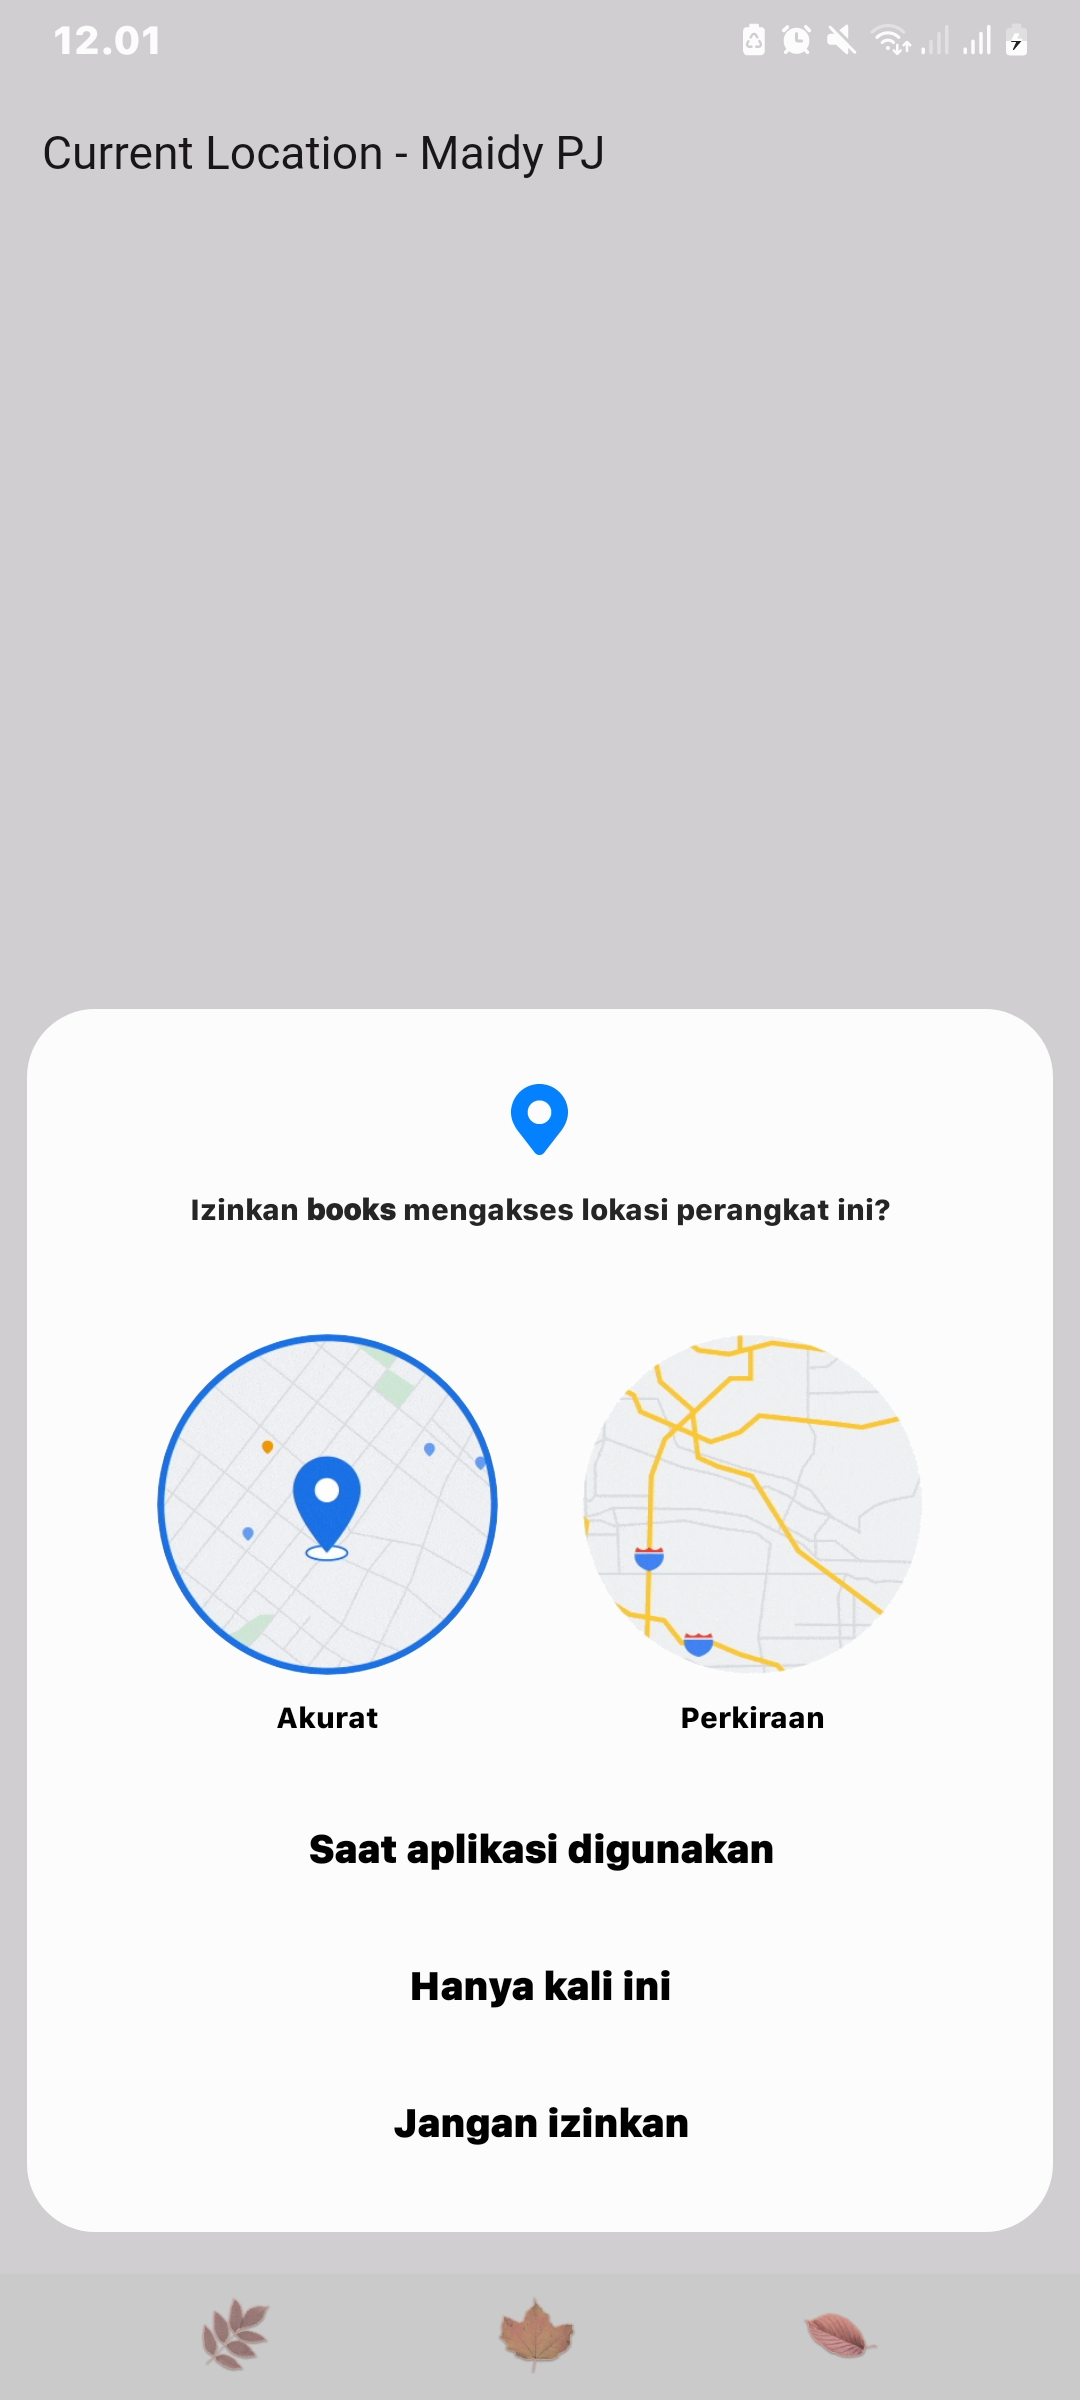 12.01
Current Location - Maidy PJ
Izinkan books mengakses lokasi perangkat ini?
Akurat
Perkiraan
Saat aplikasi digunakan
Hanya kali ini
Jangan izinkan